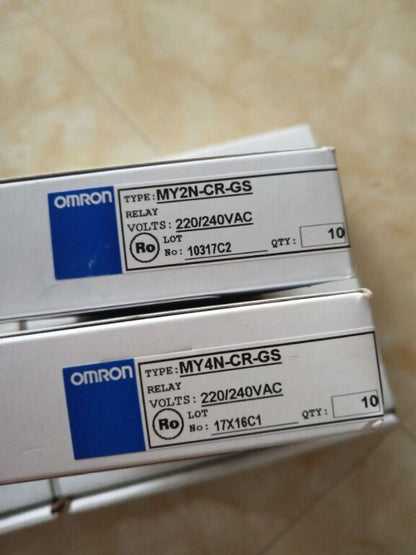 OMRON
TYPE: MY2N-CR-GS
RELAY
VOLTS: 220/240VAC
Ro
LOT
No: 10317C2
QTY: 10
OMRON
TYPE: MY4N-CR-GS
RELAY
VOLTS: 220/240VAC
Ro
LOT
No: 17X16C1
QTY: 10